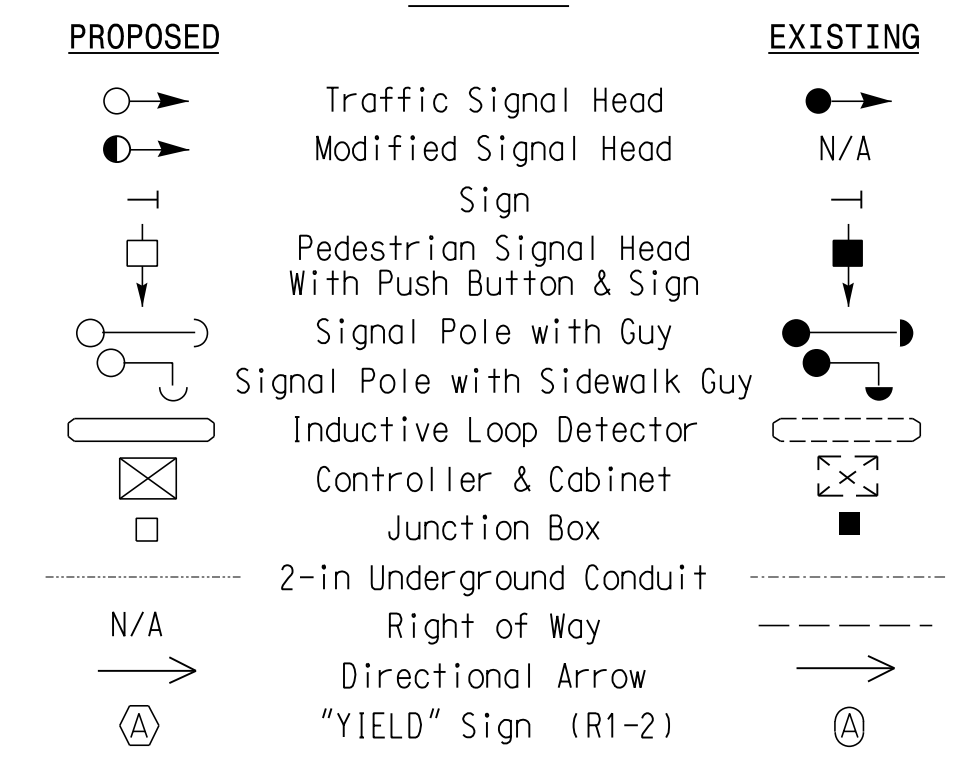 PROPOSED EXISTING
Traffic Signal Head
Modified Signal Head N/A
Sign
Pedestrian Signal Head
With Push Button & Sign
Signal Pole with Guy
Signal Pole with Sidewalk Guy
Inductive Loop Detector
Controller & Cabinet
Junction Box
2-in Underground Conduit
N/A Right of Way
Directional Arrow
A "YIELD" Sign (R1-2) A